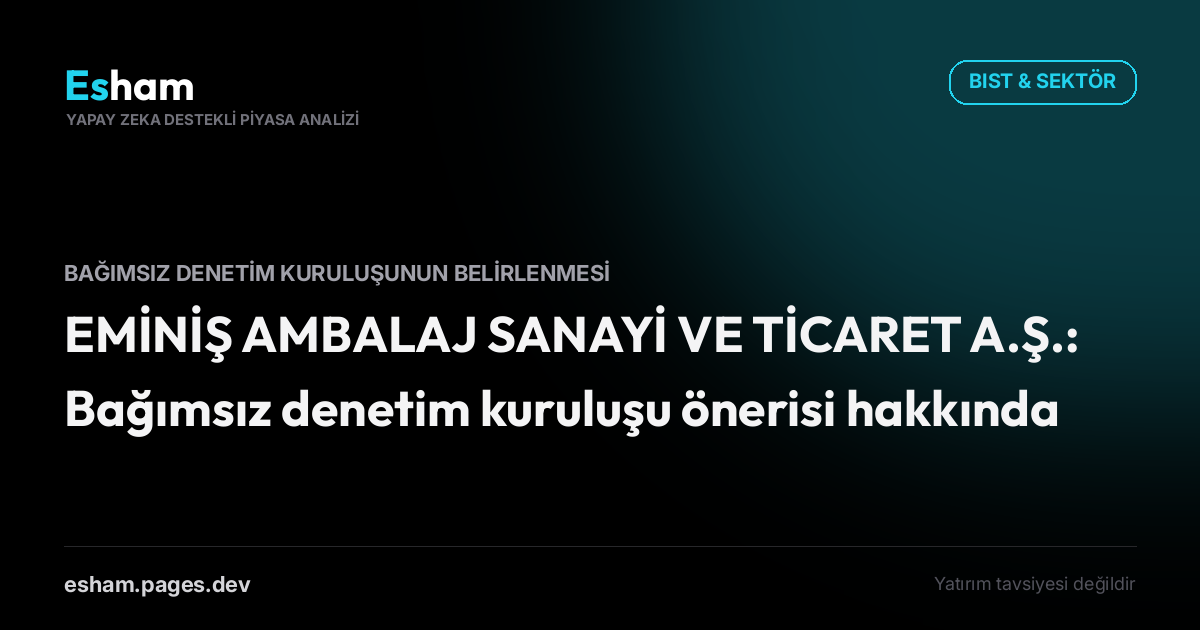 Esham
YAPAY ZEKA DESTEKLİ PİYASA ANALİZİ
BIST & SEKTÖR
BAĞIMSIZ DENETİM KURULUŞUNUN BELİRLENMESİ
EMİNİŞ AMBALAJ SANAYİ VE TİCARET A.Ş.:
Bağımsız denetim kuruluşu önerisi hakkında
esham.pages.dev
Yatırım tavsiyesi değildir